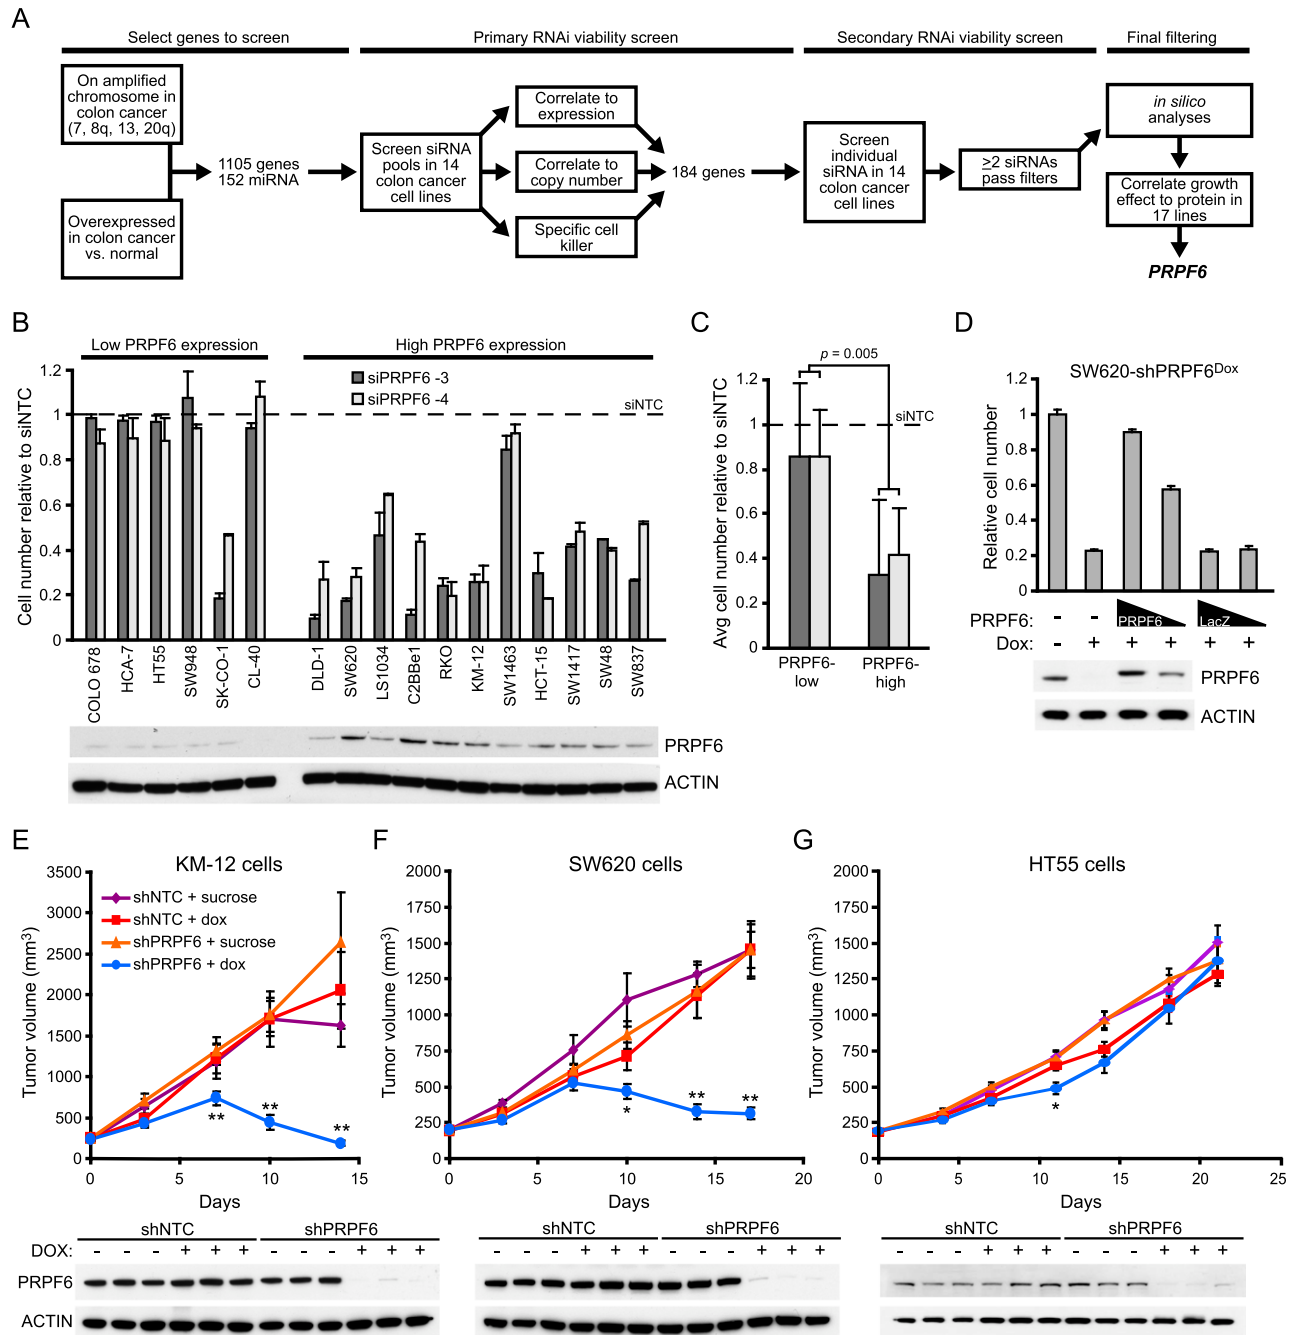 A
Select genes to screen
Primary RNAi viability screen
Secondary RNAi viability screen
Final filtering
On amplified
chromosome in
colon cancer
(7, 8q, 13, 20q)
Overexpressed
in colon cancer
vs. normal
1105 genes
152 miRNA
Screen siRNA
pools in 14
colon cancer
cell lines
Correlate to
expression
Correlate to
copy number
Specific cell
killer
184 genes
Screen
individual
siRNA in 14
colon cancer
cell lines
≥2 siRNAs
pass filters
in silico
analyses
Correlate growth
effect to protein in
17 lines
PRPF6
B
Low PRPF6 expression
High PRPF6 expression
Cell number relative to siNTC
1.2
1
0.8
0.6
0.4
0.2
0
siPRPF6 -3
siPRPF6 -4
siNTC
COLO 678
HCA-7
HT55
SW948
SK-CO-1
CL-40
DLD-1
SW620
LS1034
C2BBe1
RKO
KM-12
SW1463
HCT-15
SW1417
SW48
SW837
PRPF6
ACTIN
C
p = 0.005
Avg cell number relative to siNTC
1.2
1
0.8
0.6
0.4
0.2
0
siNTC
PRPF6-
low
PRPF6-
high
D
SW620-shPRPF6Dox
Relative cell number
1.2
1
0.8
0.6
0.4
0.2
0
PRPF6: - - PRPF6 LacZ
Dox: - + + + + +
PRPF6
ACTIN
E
KM-12 cells
Tumor volume (mm3)
3500
3000
2500
2000
1500
1000
500
0
shNTC + sucrose
shNTC + dox
shPRPF6 + sucrose
shPRPF6 + dox
**
**
**
0 5 10 15
Days
shNTC shPRPF6
DOX: - - - + + + - - - + + +
PRPF6
ACTIN
F
SW620 cells
Tumor volume (mm3)
2000
1750
1500
1250
1000
750
500
250
0
*
**
**
0 5 10 15 20
Days
shNTC shPRPF6
- - - + + + - - - + + +
G
HT55 cells
Tumor volume (mm3)
2000
1750
1500
1250
1000
750
500
250
0
*
0 5 10 15 20 25
Days
shNTC shPRPF6
- - - + + + - - - + + +